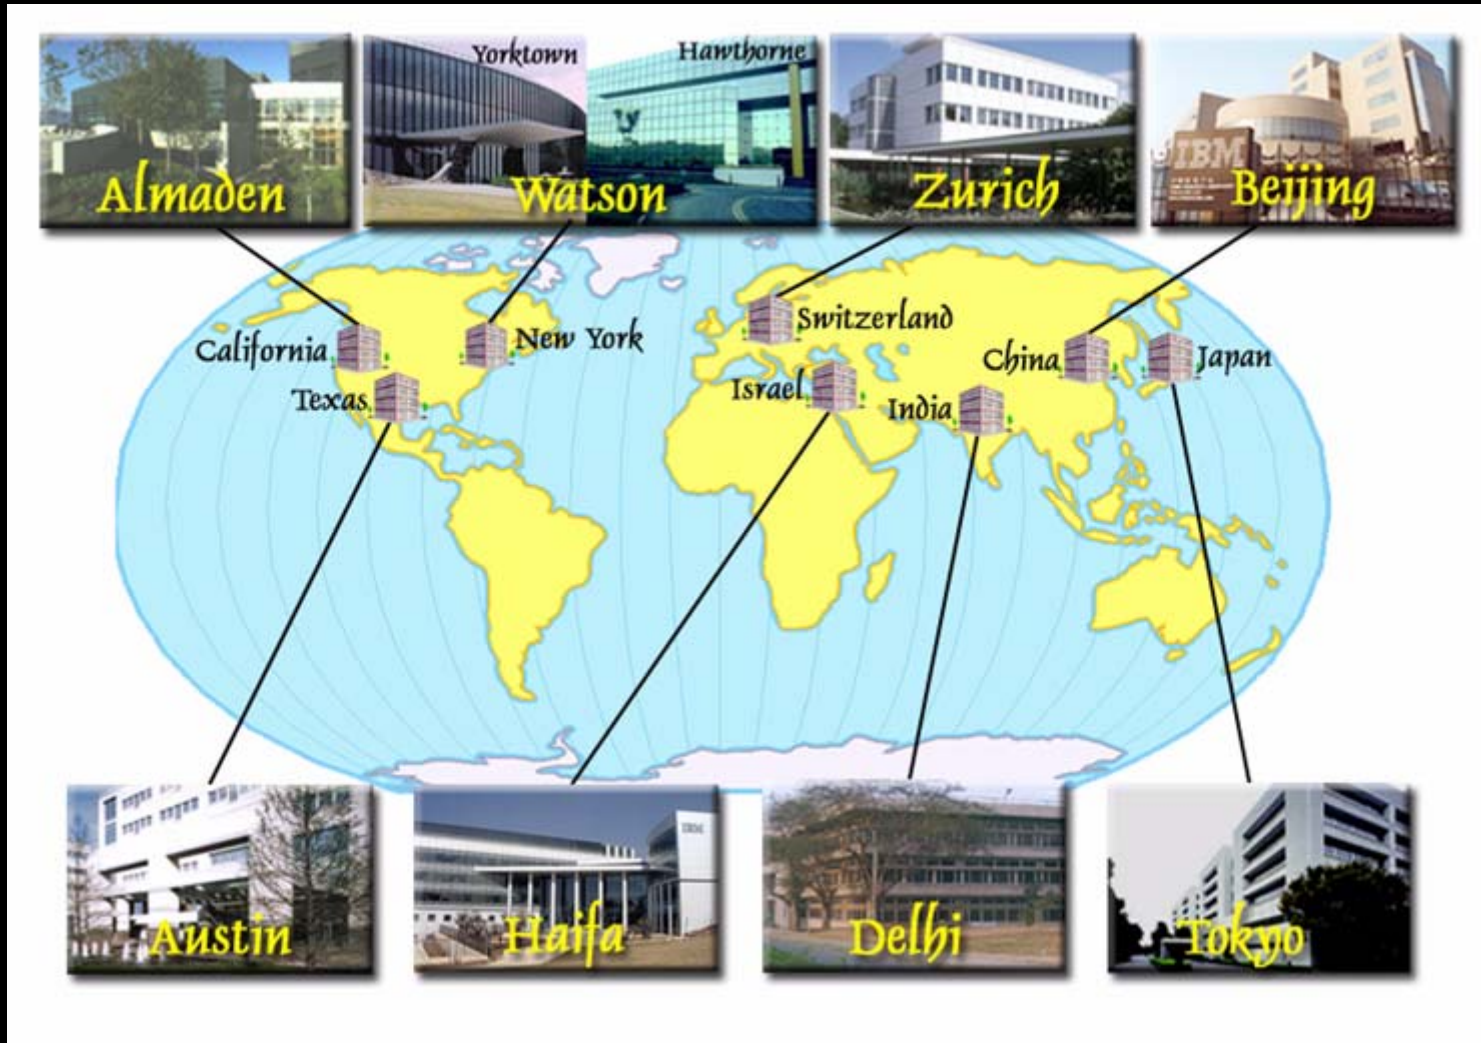 Yorktown
Hawthorne
IBM
Almaden
Watson
Zurich
Beijing
California
New York
Switzerland
China
Japan
Texas
Israel
India
IBM
Austin
Haifa
Delhi
Tokyo